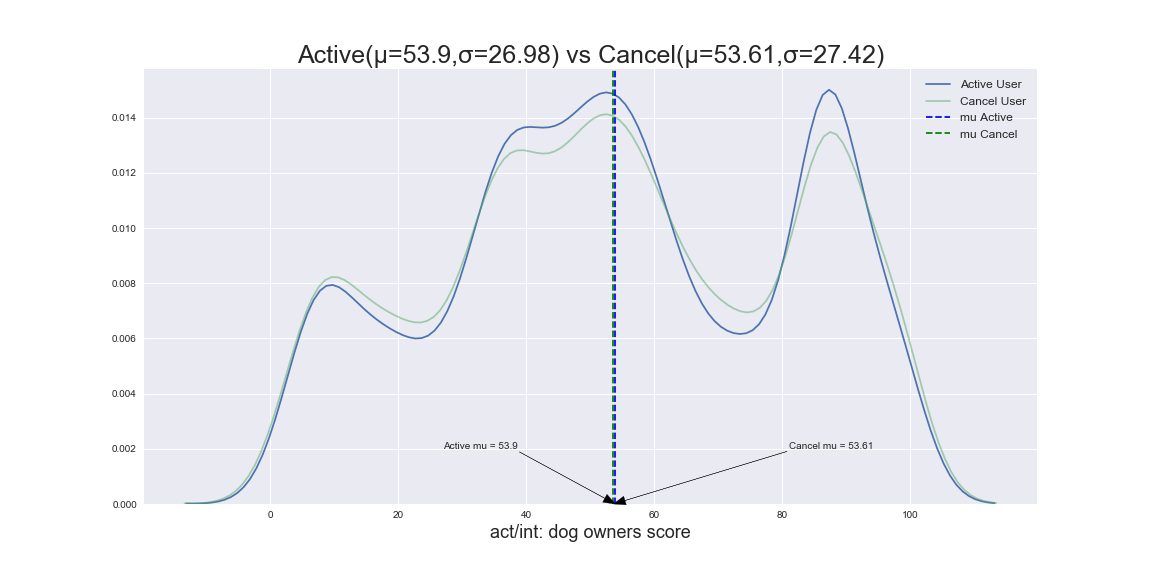 Active(μ=53.9,σ=26.98) vs Cancel(μ=53.61,σ=27.42)
Active User
Cancel User
mu Active
mu Cancel
0.014
0.012
0.010
0.008
0.006
0.004
0.002
0.000
Active mu = 53.9
Cancel mu = 53.61
0 20 40 60 80 100
act/int: dog owners score